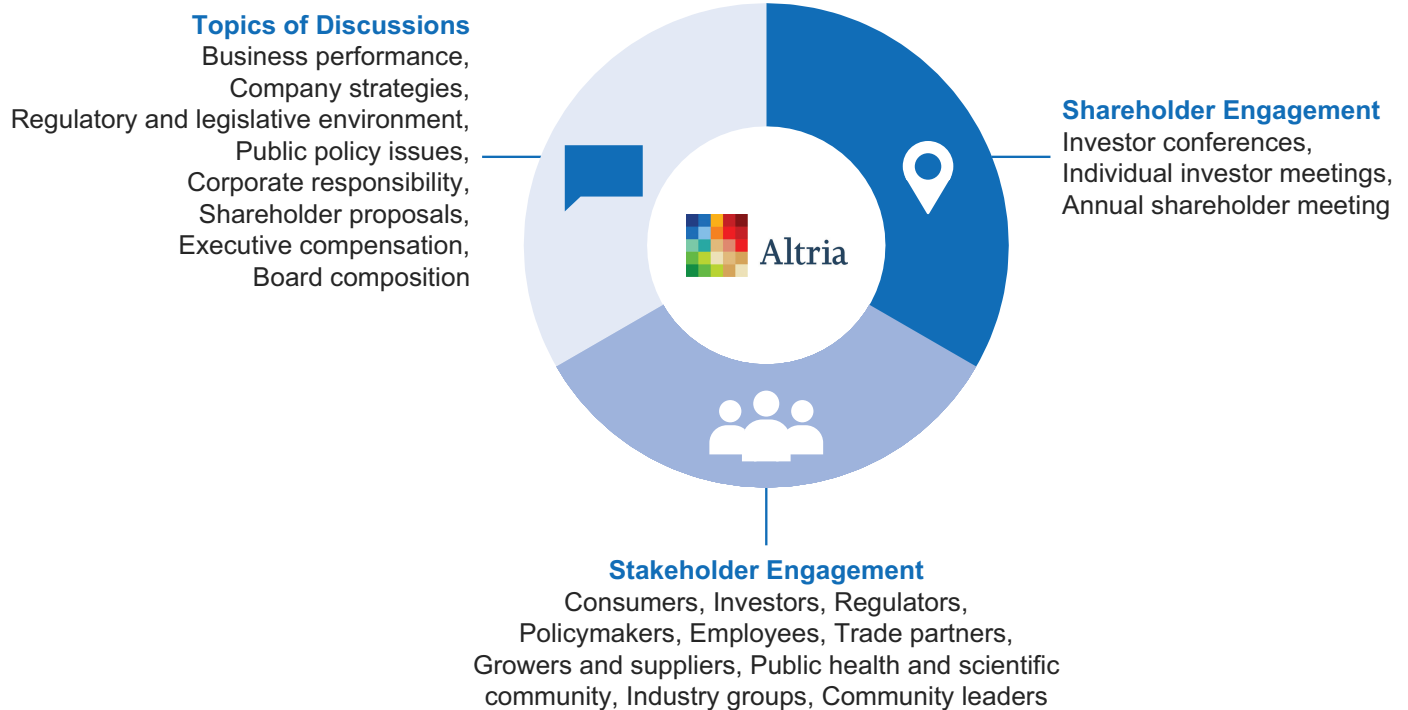 Topics of Discussions
Business performance,
Company strategies,
Regulatory and legislative environment,
Public policy issues,
Corporate responsibility,
Shareholder proposals,
Executive compensation,
Board composition
Altria
Shareholder Engagement
Investor conferences,
Individual investor meetings,
Annual shareholder meeting
Stakeholder Engagement
Consumers, Investors, Regulators,
Policymakers, Employees, Trade partners,
Growers and suppliers, Public health and scientific
community, Industry groups, Community leaders